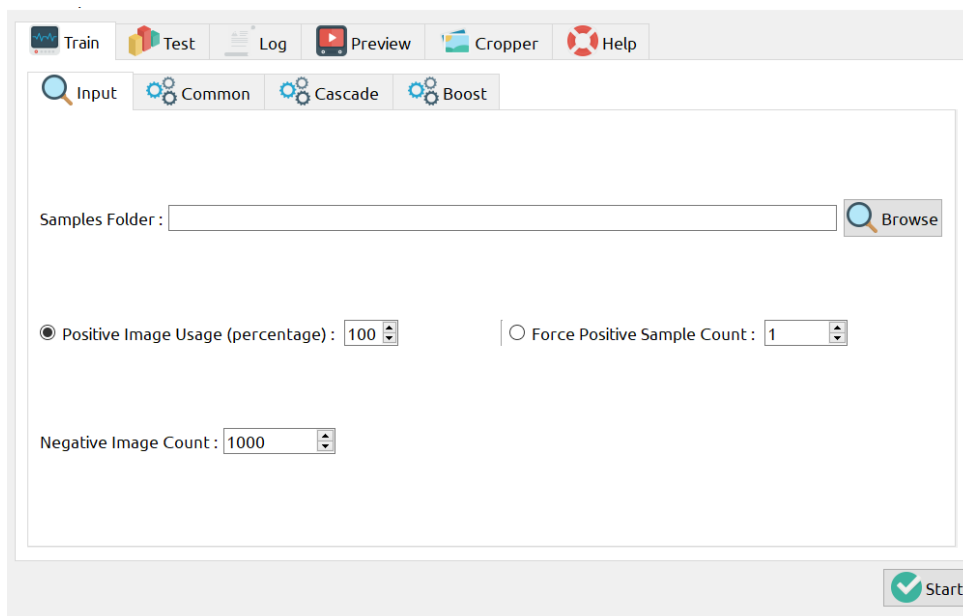 Train Test Log Preview Cropper Help
Input Common Cascade Boost
Samples Folder : Browse
Positive Image Usage (percentage) : 100 Force Positive Sample Count : 1
Negative Image Count : 1000
Start